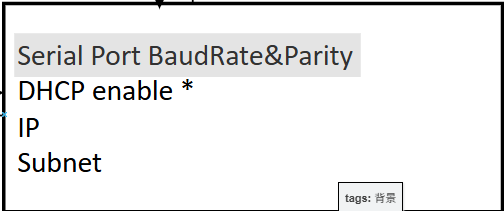 Serial Port BaudRate&Parity
DHCP enable *
IP
Subnet
tags: 背景